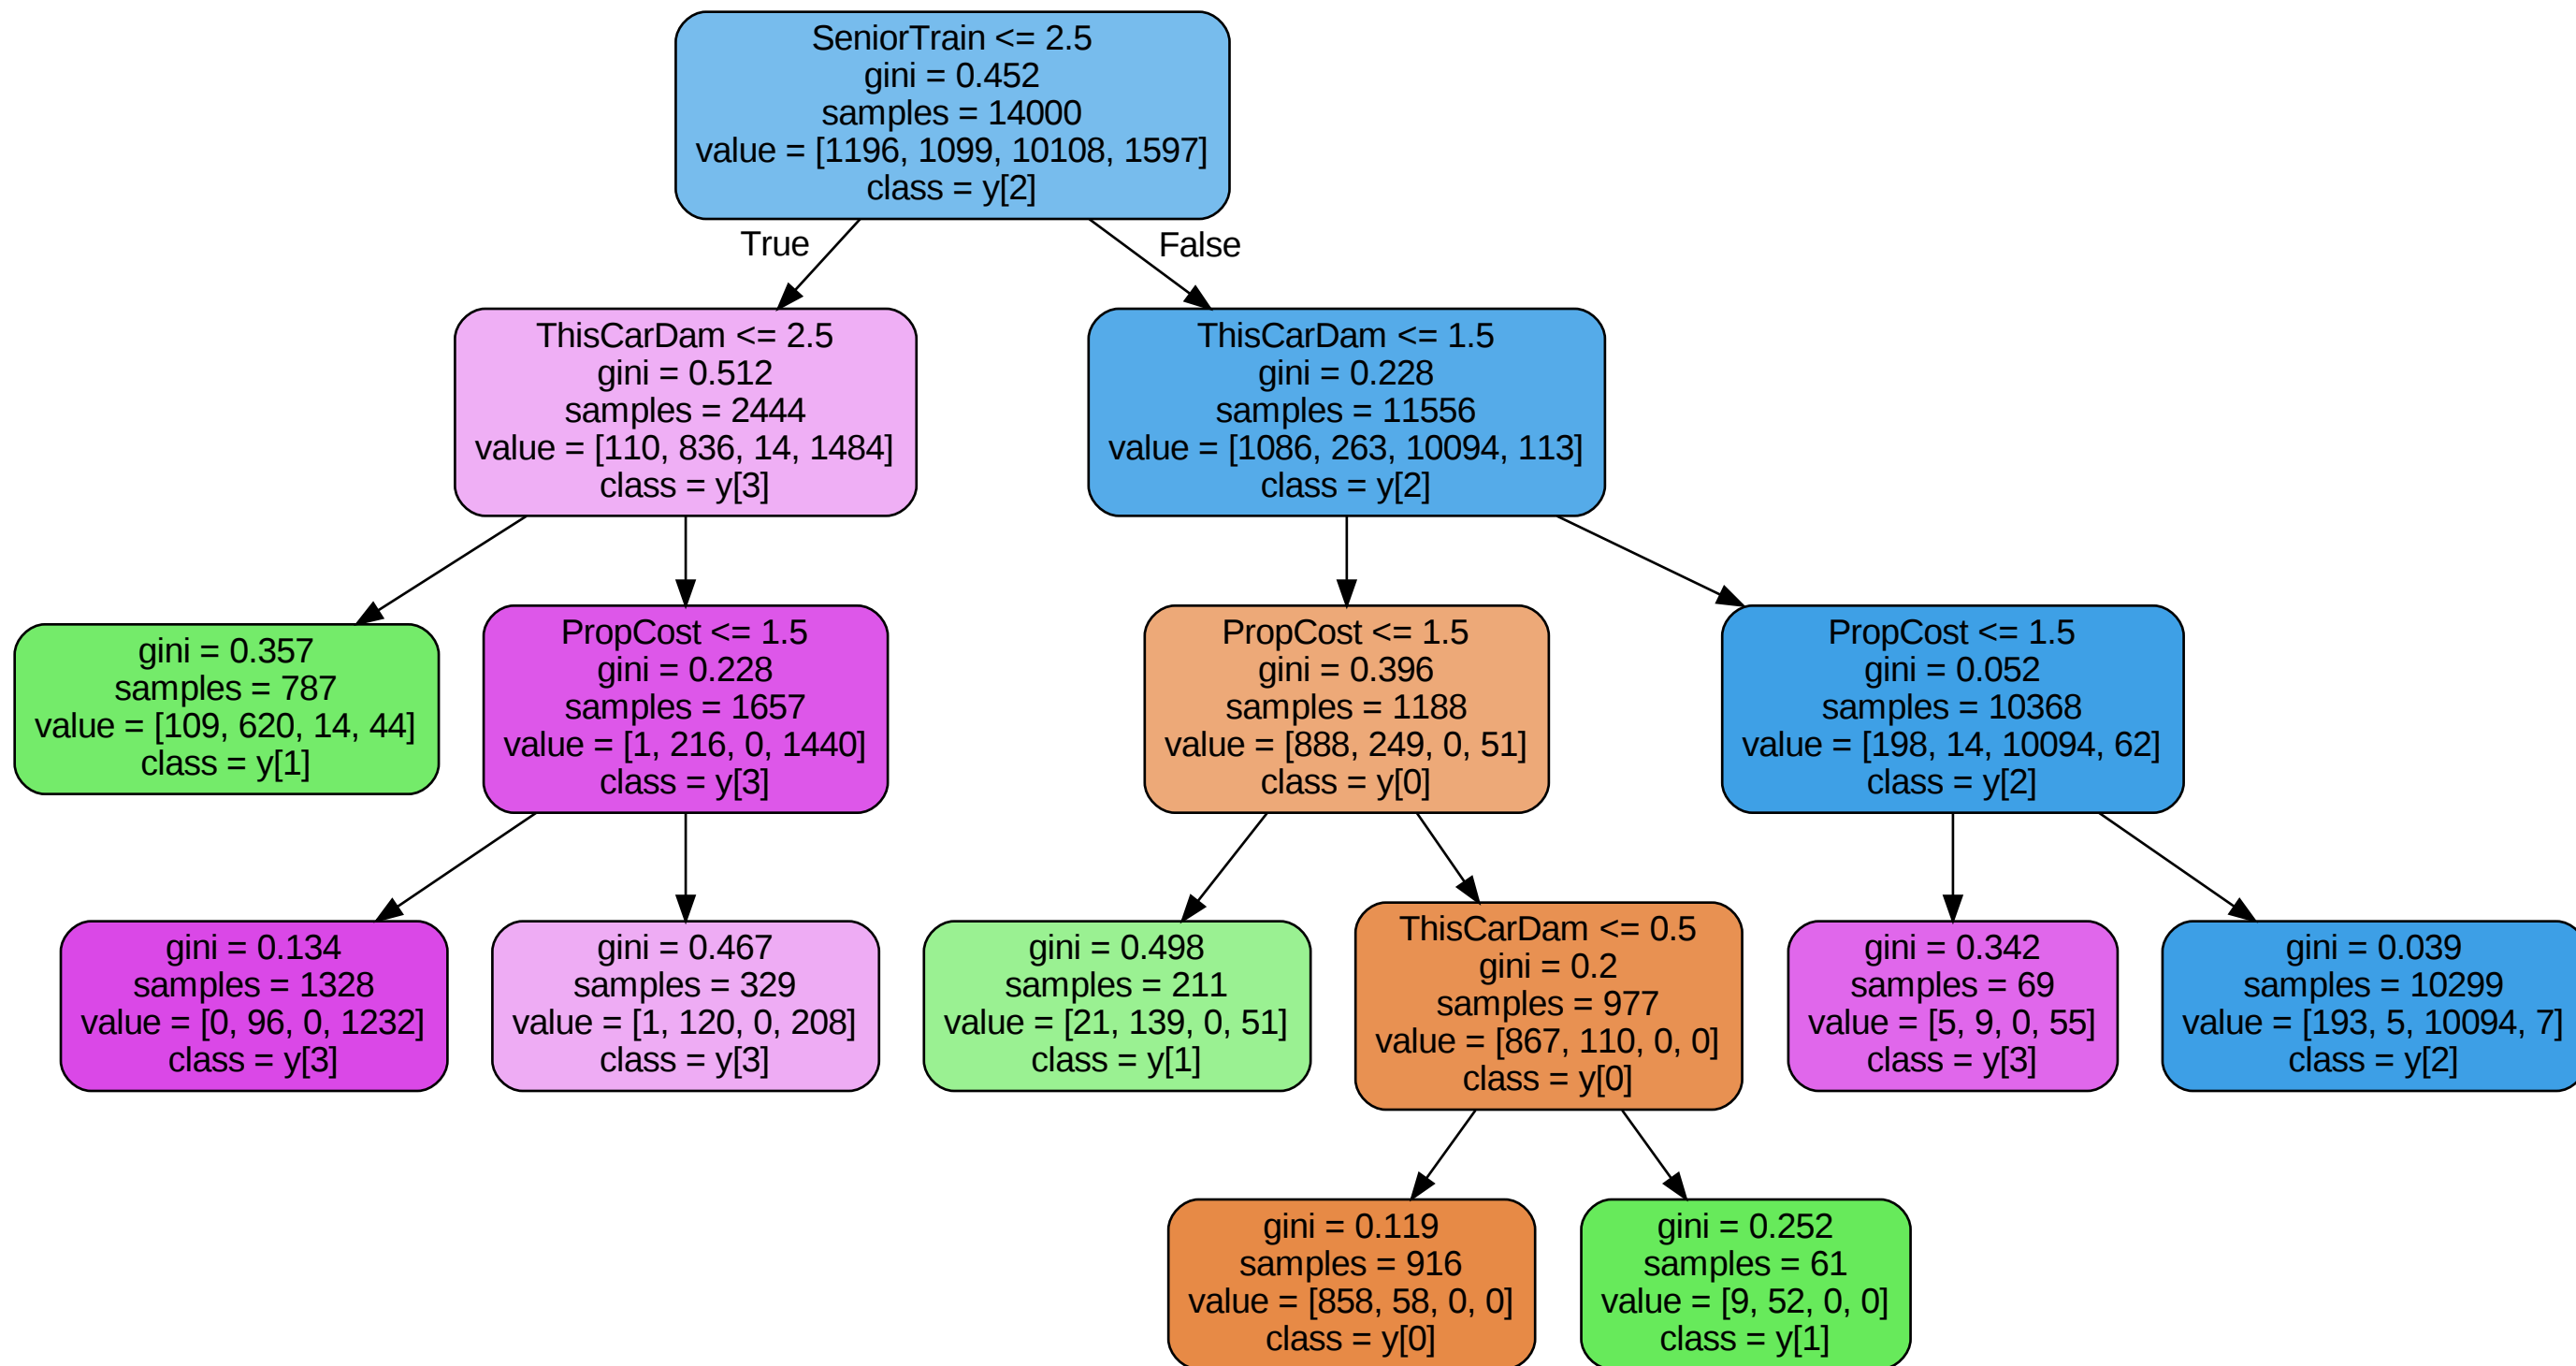 SeniorTrain <= 2.5
gini = 0.452
samples = 14000
value = [1196, 1099, 10108, 1597]
class = y[2]
True
False
ThisCarDam <= 2.5
gini = 0.512
samples = 2444
value = [110, 836, 14, 1484]
class = y[3]
ThisCarDam <= 1.5
gini = 0.228
samples = 11556
value = [1086, 263, 10094, 113]
class = y[2]
gini = 0.357
samples = 787
value = [109, 620, 14, 44]
class = y[1]
PropCost <= 1.5
gini = 0.228
samples = 1657
value = [1, 216, 0, 1440]
class = y[3]
PropCost <= 1.5
gini = 0.396
samples = 1188
value = [888, 249, 0, 51]
class = y[0]
PropCost <= 1.5
gini = 0.052
samples = 10368
value = [198, 14, 10094, 62]
class = y[2]
gini = 0.134
samples = 1328
value = [0, 96, 0, 1232]
class = y[3]
gini = 0.467
samples = 329
value = [1, 120, 0, 208]
class = y[3]
gini = 0.498
samples = 211
value = [21, 139, 0, 51]
class = y[1]
ThisCarDam <= 0.5
gini = 0.2
samples = 977
value = [867, 110, 0, 0]
class = y[0]
gini = 0.342
samples = 69
value = [5, 9, 0, 55]
class = y[3]
gini = 0.039
samples = 10299
value = [193, 5, 10094, 7]
class = y[2]
gini = 0.119
samples = 916
value = [858, 58, 0, 0]
class = y[0]
gini = 0.252
samples = 61
value = [9, 52, 0, 0]
class = y[1]